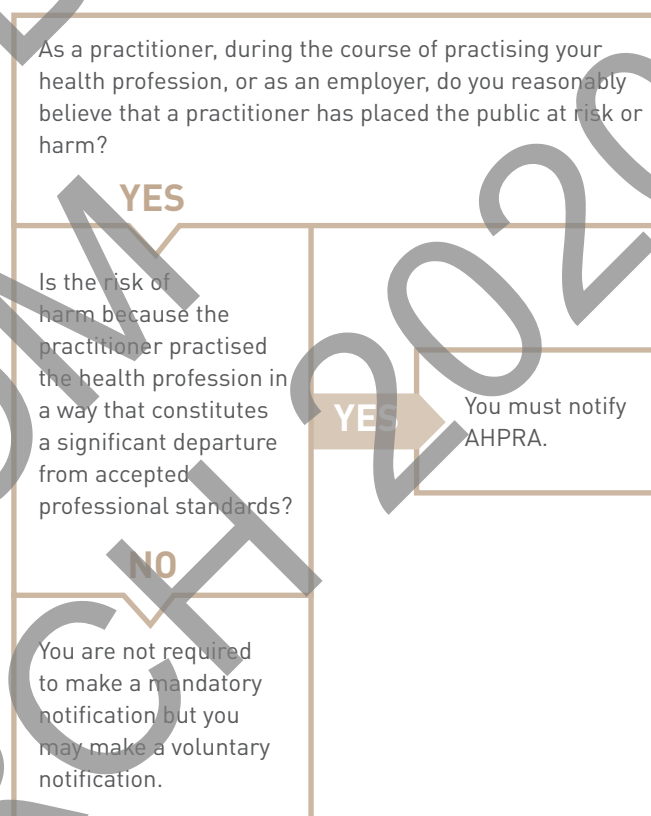 As a practitioner, during the course of practising your
health profession, or as an employer, do you reasonably
believe that a practitioner has placed the public at risk or
harm?
YES
Is the risk of
harm because the
practitioner practised
the health profession in
a way that constitutes
a significant departure
from accepted
professional standards?
YES
You must notify
AHPRA.
NO
You are not required
to make a mandatory
notification but you
may make a voluntary
notification.